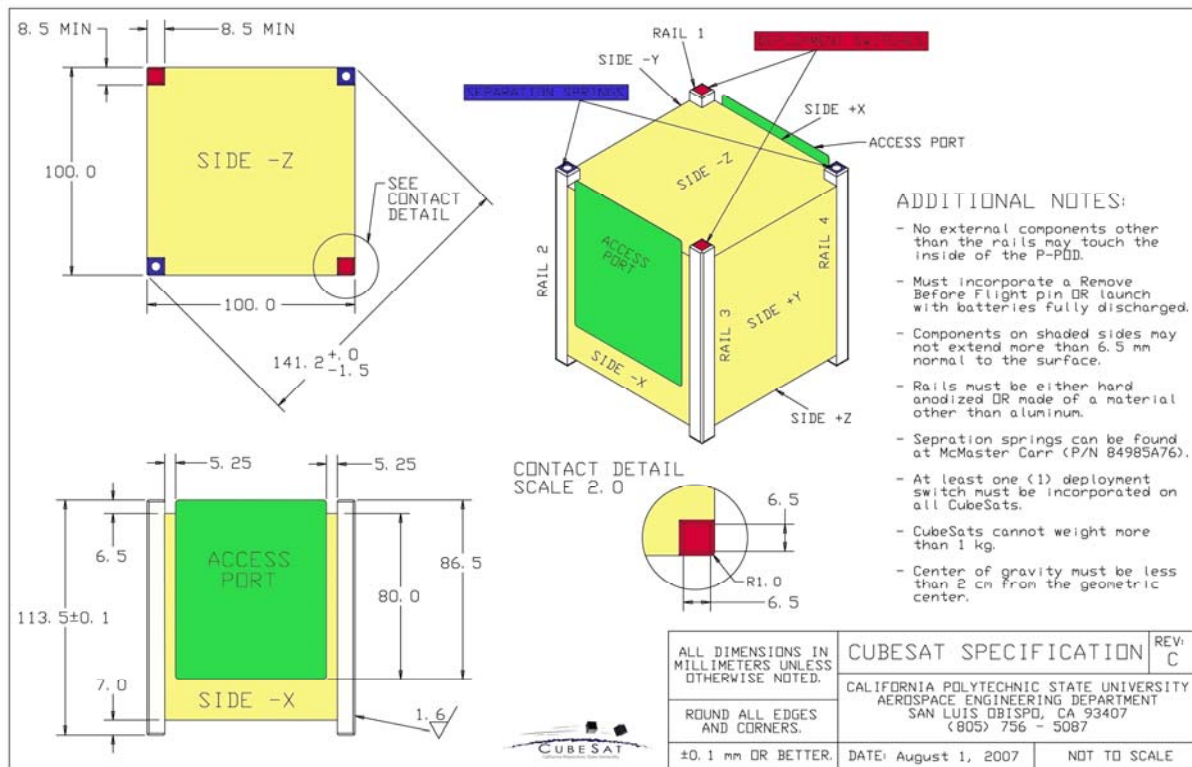 8.5 MIN
8.5 MIN
100.0
SIDE -Z
SEE
CONTACT
DETAIL
100.0
141.2 +.0
-1.5
RAIL 1
DEPLOYMENT SWITCHES
SIDE -Y
SEPARATION SPRINGS
SIDE +X
ACCESS PORT
SIDE -Z
RAIL 2
ACCESS
PORT
RAIL 4
RAIL 3
SIDE +Y
SIDE -X
SIDE +Z
ADDITIONAL NOTES:
- No external components other
than the rails may touch the
inside of the P-POD.
- Must incorporate a Remove
Before Flight pin OR launch
with batteries fully discharged.
- Components on shaded sides may
not extend more than 6.5 mm
normal to the surface.
- Rails must be either hard
anodized OR made of a material
other than aluminum.
- Sepration springs can be found
at McMaster Carr (P/N 84985A76).
- At least one (1) deployment
switch must be incorporated on
all CubeSats.
- CubeSats cannot weight more
than 1 kg.
- Center of gravity must be less
than 2 cm from the geometric
center.
5.25
5.25
6.5
ACCESS
PORT
86.5
80.0
113.5±0.1
7.0
SIDE -X
1.6
CONTACT DETAIL
SCALE 2.0
6.5
R1.0
6.5
CUBESAT
ALL DIMENSIONS IN
MILLIMETERS UNLESS
OTHERWISE NOTED.
ROUND ALL EDGES
AND CORNERS.
±0.1 mm OR BETTER.
CUBESAT SPECIFICATION
REV:
C
CALIFORNIA POLYTECHNIC STATE UNIVERSITY
AEROSPACE ENGINEERING DEPARTMENT
SAN LUIS OBISPO, CA 93407
(805) 756 - 5087
DATE: August 1, 2007
NOT TO SCALE